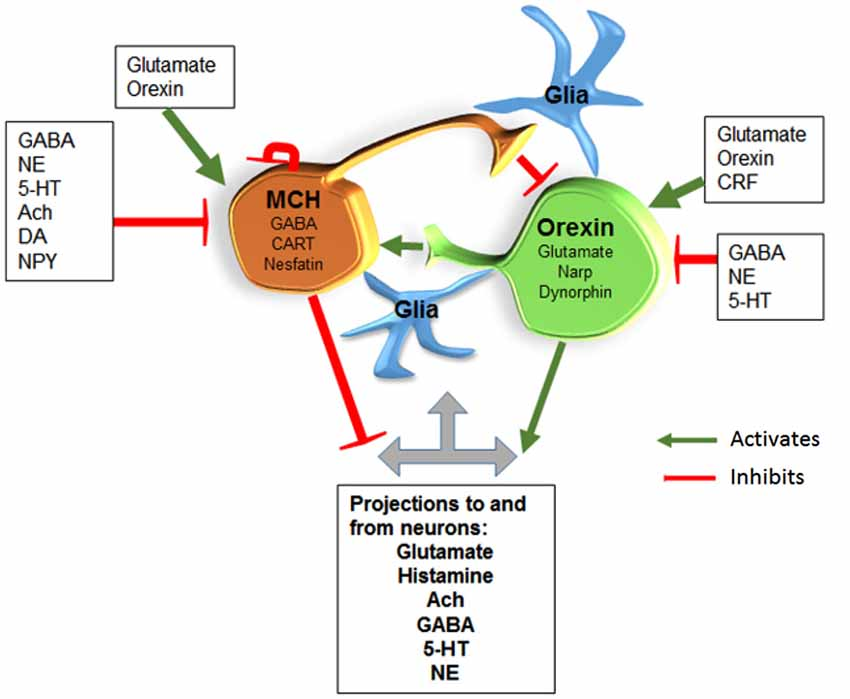 Glutamate
Orexin
GABA
NE
5-HT
Ach
DA
NPY
MCH
GABA
CART
Nesfatin
Glia
Orexin
Glutamate
Narp
Dynorphin
Glutamate
Orexin
CRF
GABA
NE
5-HT
Glia
Activates
Inhibits
Projections to and
from neurons:
Glutamate
Histamine
Ach
GABA
5-HT
NE